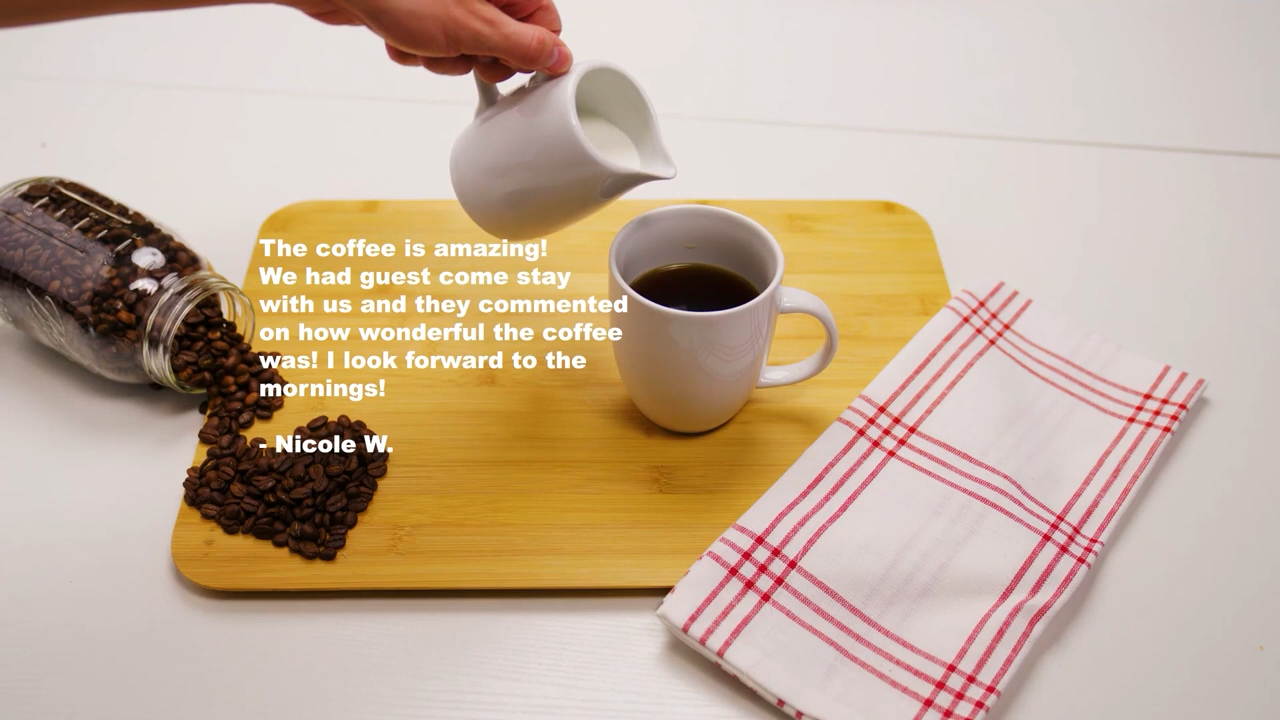 The coffee is amazing!
We had guest come stay
with us and they commented
on how wonderful the coffee
was! I look forward to the
mornings!
- Nicole W.